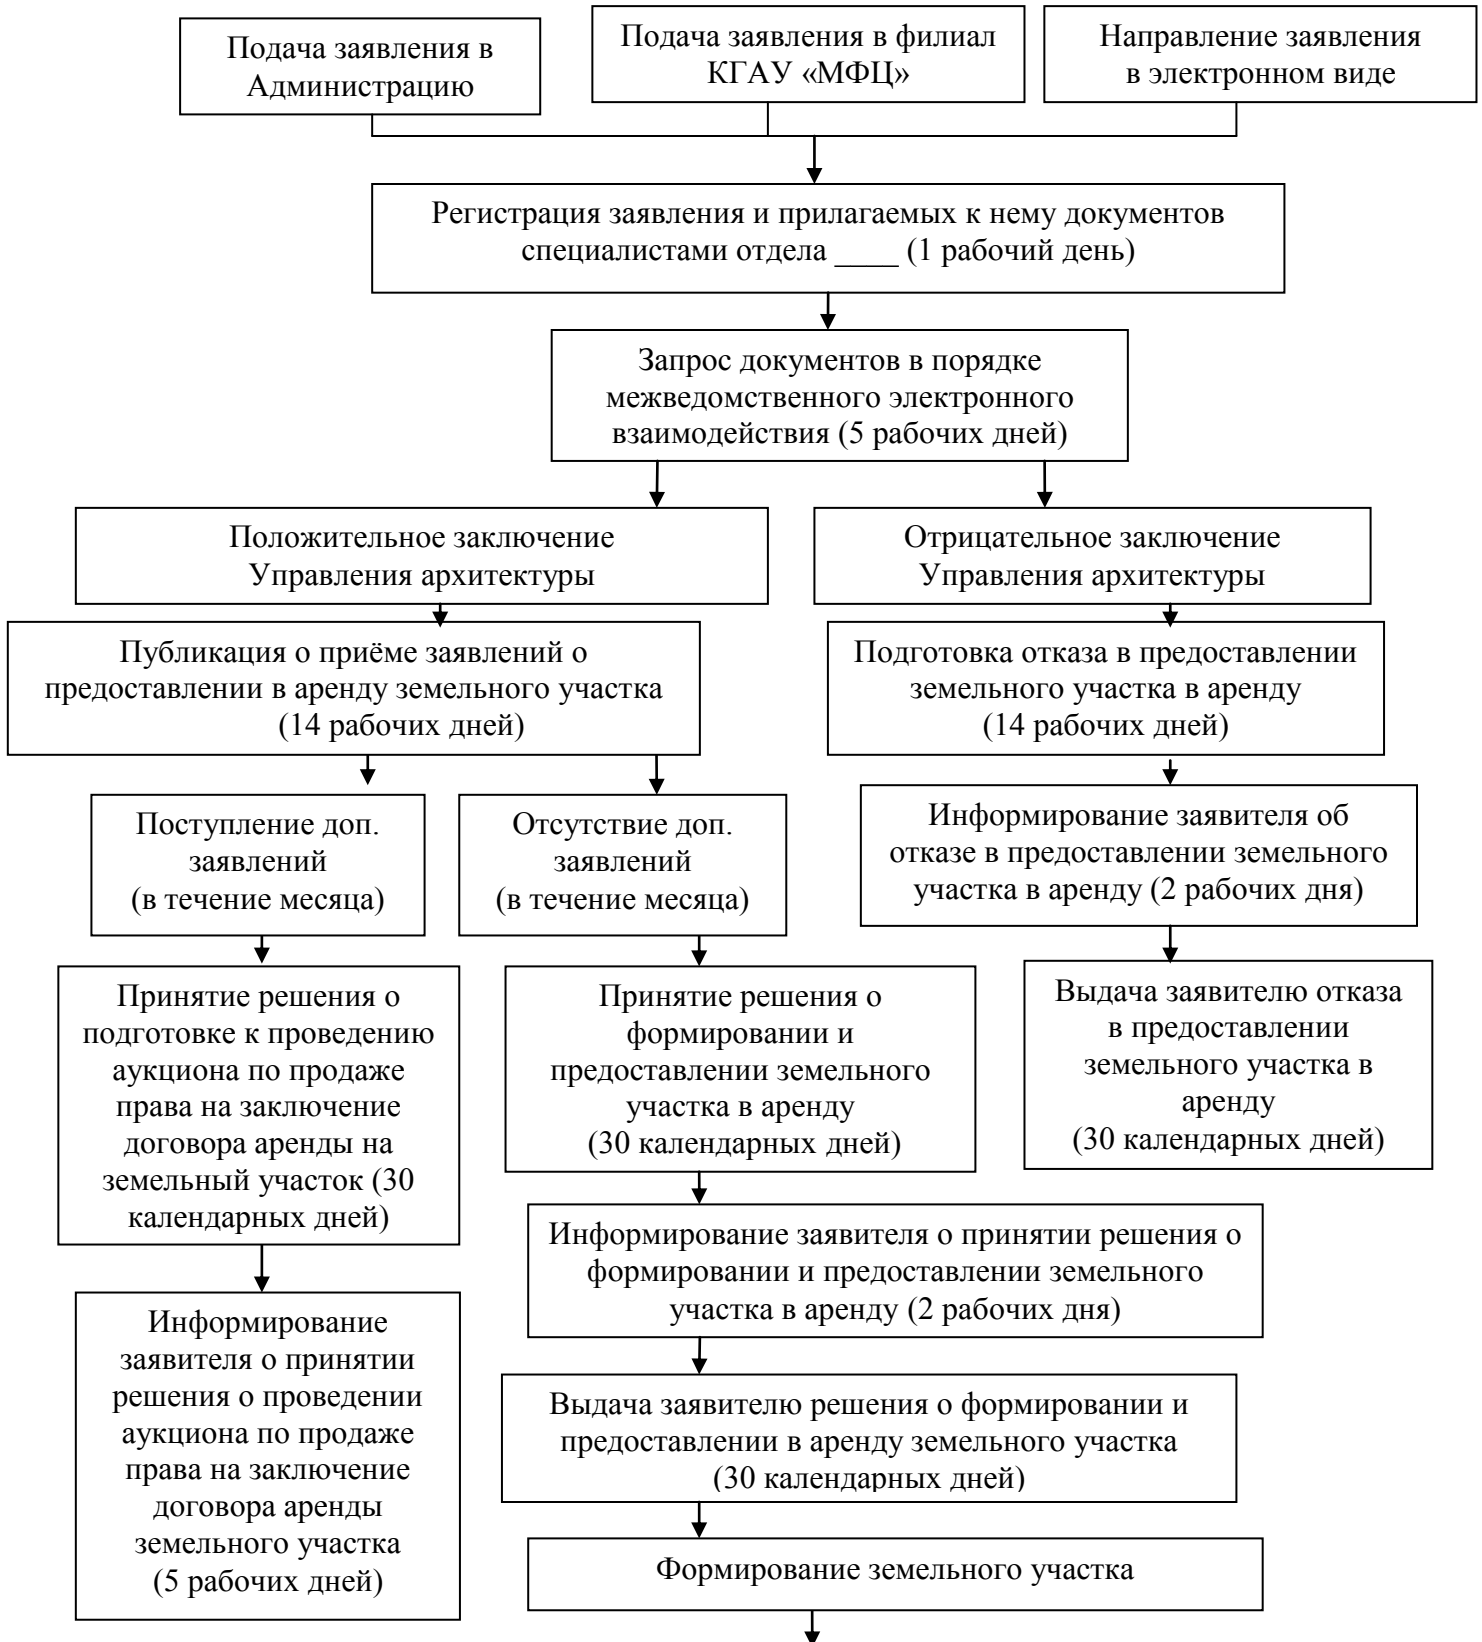 Подача заявления в
Администрацию
Подача заявления в филиал
КГАУ «МФЦ»
Направление заявления
в электронном виде
Регистрация заявления и прилагаемых к нему документов
специалистами отдела ____ (1 рабочий день)
Запрос документов в порядке
межведомственного электронного
взаимодействия (5 рабочих дней)
Положительное заключение
Управления архитектуры
Отрицательное заключение
Управления архитектуры
Публикация о приёме заявлений о
предоставлении в аренду земельного участка
(14 рабочих дней)
Подготовка отказа в предоставлении
земельного участка в аренду
(14 рабочих дней)
Поступление доп.
заявлений
(в течение месяца)
Отсутствие доп.
заявлений
(в течение месяца)
Информирование заявителя об
отказе в предоставлении земельного
участка в аренду (2 рабочих дня)
Принятие решения о
подготовке к проведению
аукциона по продаже
права на заключение
договора аренды на
земельный участок (30
календарных дней)
Принятие решения о
формировании и
предоставлении земельного
участка в аренду
(30 календарных дней)
Выдача заявителю отказа
в предоставлении
земельного участка в
аренду
(30 календарных дней)
Информирование заявителя о принятии решения о
формировании и предоставлении земельного
участка в аренду (2 рабочих дня)
Информирование
заявителя о принятии
решения о проведении
аукциона по продаже
права на заключение
договора аренды
земельного участка
(5 рабочих дней)
Выдача заявителю решения о формировании и
предоставлении в аренду земельного участка
(30 календарных дней)
Формирование земельного участка